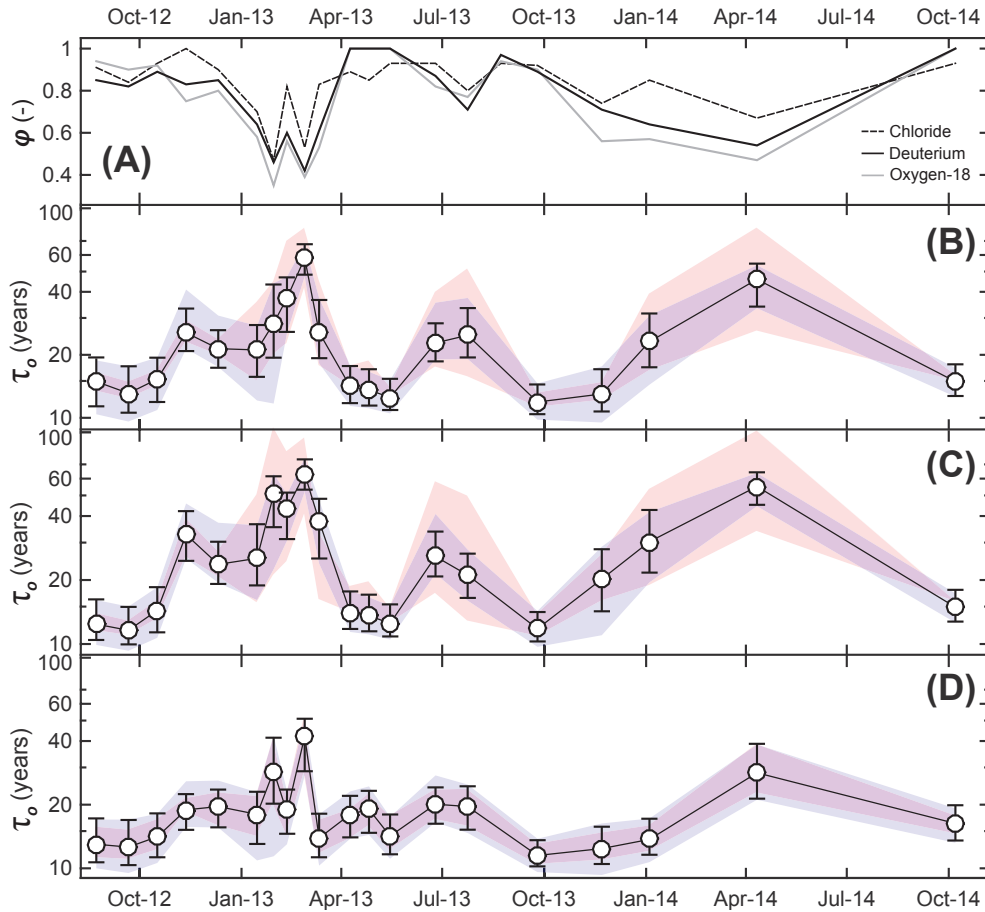 Oct-12 Jan-13 Apr-13 Jul-13 Oct-13 Jan-14 Apr-14 Jul-14 Oct-14
1
0.8
0.6
0.4
φ (-)
(A)
Chloride
Deuterium
Oxygen-18
100
60
40
20
10
τo (years)
(B)
100
60
40
20
10
τo (years)
(C)
100
60
40
20
10
τo (years)
(D)
Oct-12 Jan-13 Apr-13 Jul-13 Oct-13 Jan-14 Apr-14 Jul-14 Oct-14